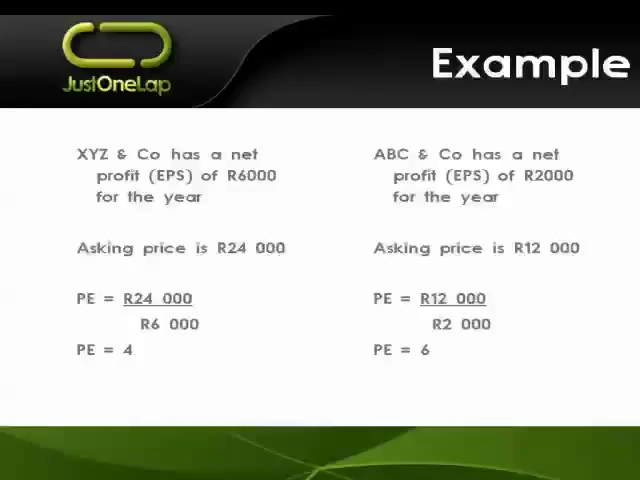 JustOneLap
Example
XYZ & Co has a net
profit (EPS) of R6000
for the year
Asking price is R24 000
PE = R24 000
R6 000
PE = 4
ABC & Co has a net
profit (EPS) of R2000
for the year
Asking price is R12 000
PE = R12 000
R2 000
PE = 6